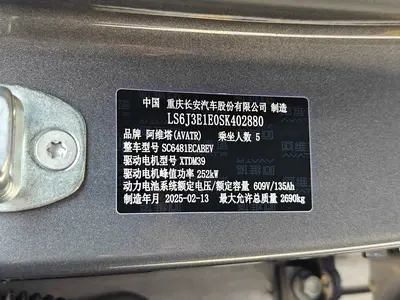 中国 重庆长安汽车股份有限公司 制造
LS6J3E1E0SK402880
品牌 阿维塔(AVATR) 乘坐人数 5
整车型号 SC6481ECABEV
驱动电机型号 XTDM39
驱动电机峰值功率 252kW
动力电池系统额定电压/额定容量 609V/135Ah
制造年月 2025-02-13 最大允许总质量 2690kg